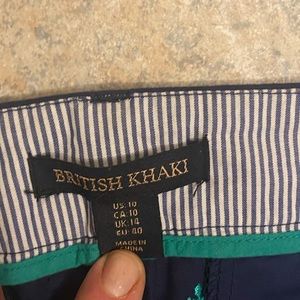 BRITISH KHAKI
US: 10
CA: 10
UK: 14
EU: 40
MADE IN
CHINA